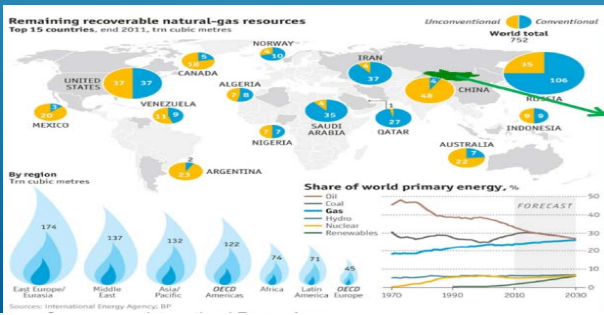 Remaining recoverable natural-gas resources
Top 15 countries, end 2011, trn cubic metres
Unconventional
Conventional
World total
752
NORWAY
10
CANADA
5
18
UNITED
STATES
37
37
MEXICO
3
20
VENEZUELA
11
9
ARGENTINA
2
23
ALGERIA
7
8
NIGERIA
7
7
IRAN
4
37
SAUDI
ARABIA
35
QATAR
1
27
CHINA
48
RUSSIA
35
106
INDONESIA
9
9
AUSTRALIA
7
22
By region
Trn cubic metres
174
137
132
122
74
71
45
East Europe/
Eurasia
Middle
East
Asia/
Pacific
OECD
Americas
Africa
Latin
America
OECD
Europe
Share of world primary energy, %
Oil
Coal
Gas
Hydro
Nuclear
Renewables
FORECAST
50
40
30
20
10
0
1970
1990
2010
2030
Sources: International Energy Agency; BP